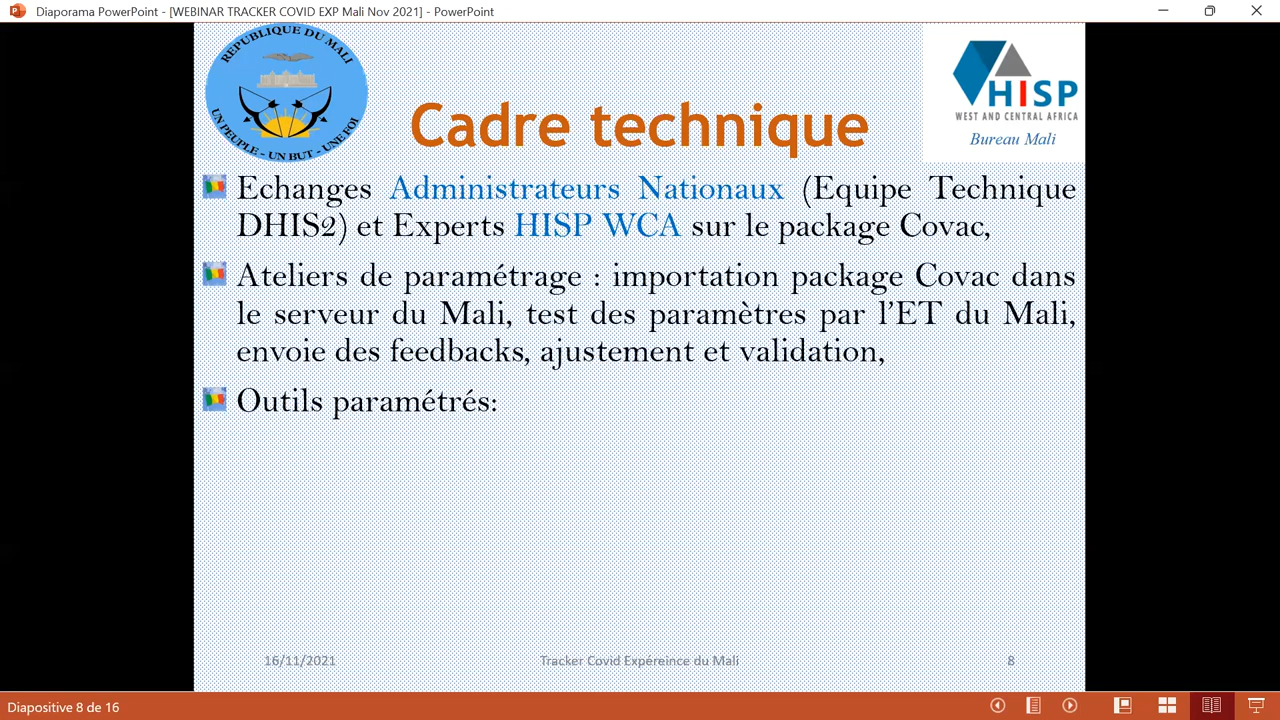 Diaporama PowerPoint - [WEBINAR TRACKER COVID EXP Mali Nov 2021] - PowerPoint
REPUBLIQUE DU MALI
UN PEUPLE - UN BUT - UNE FOI
HISP
WEST AND CENTRAL AFRICA
Bureau Mali
Cadre technique
Echanges Administrateurs Nationaux (Equipe Technique
DHIS2) et Experts HISP WCA sur le package Covac,
Ateliers de paramétrage : importation package Covac dans
le serveur du Mali, test des paramètres par l’ET du Mali,
envoie des feedbacks, ajustement et validation,
Outils paramétrés:
16/11/2021
Tracker Covid Expéreince du Mali
8
Diapositive 8 de 16